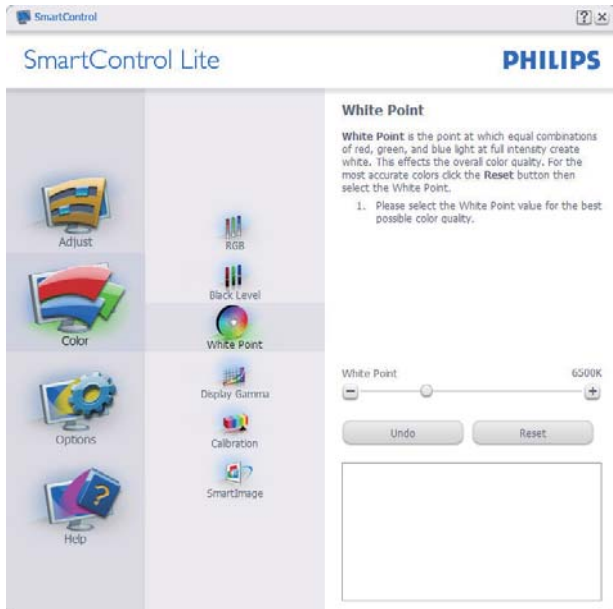 SmartControl
SmartControl Lite
PHILIPS
Adjust
Color
Options
Help
RGB
Black Level
White Point
Display Gamma
Calibration
SmartImage
White Point
White Point is the point at which equal combinations
of red, green, and blue light at full intensity create
white. This effects the overall color quality. For the
most accurate colors click the Reset button then
select the White Point.
1. Please select the White Point value for the best
possible color quality.
White Point 6500K
Undo Reset